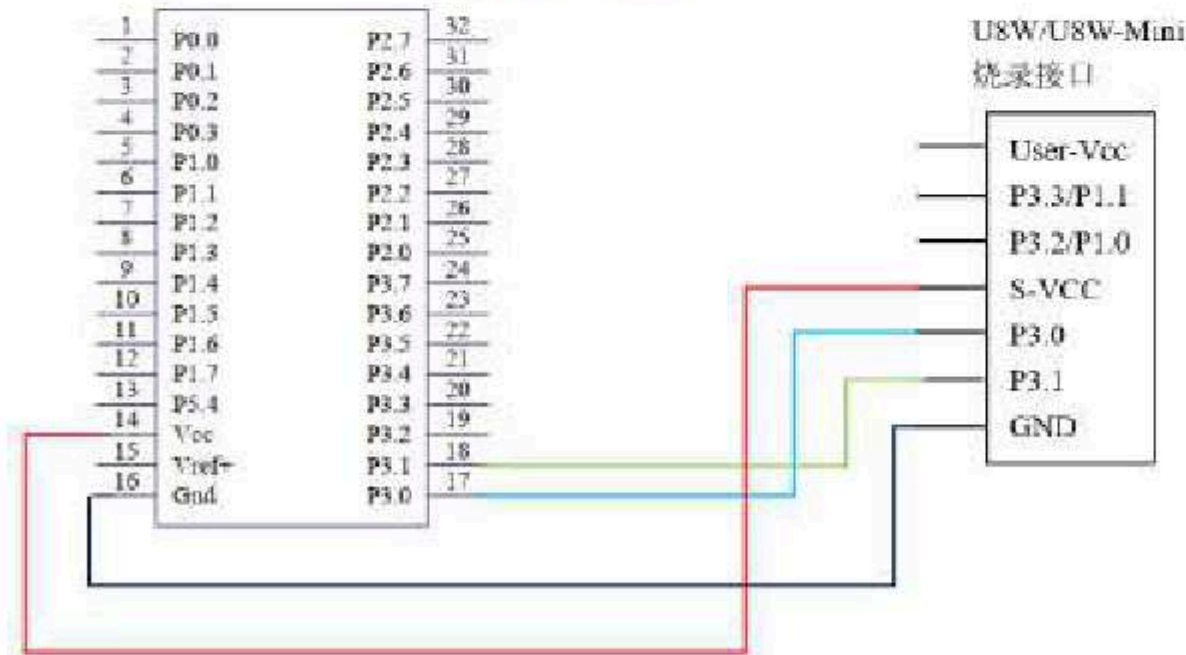 1 P0.0 P2.7 32
2 P0.1 P2.6 31
3 P0.2 P2.5 30
4 P0.3 P2.4 29
5 P1.0 P2.3 28
6 P1.1 P2.2 27
7 P1.2 P2.1 26
8 P1.3 P2.0 25
9 P1.4 P3.7 24
10 P1.5 P3.6 23
11 P1.6 P3.5 22
12 P1.7 P3.4 21
13 P5.4 P3.3 20
14 Vcc P3.2 19
15 Vref+ P3.1 18
16 Gnd P3.0 17
U8W/U8W-Mini
烧录接口
User-Vcc
P3.3/P1.1
P3.2/P1.0
S-VCC
P3.0
P3.1
GND